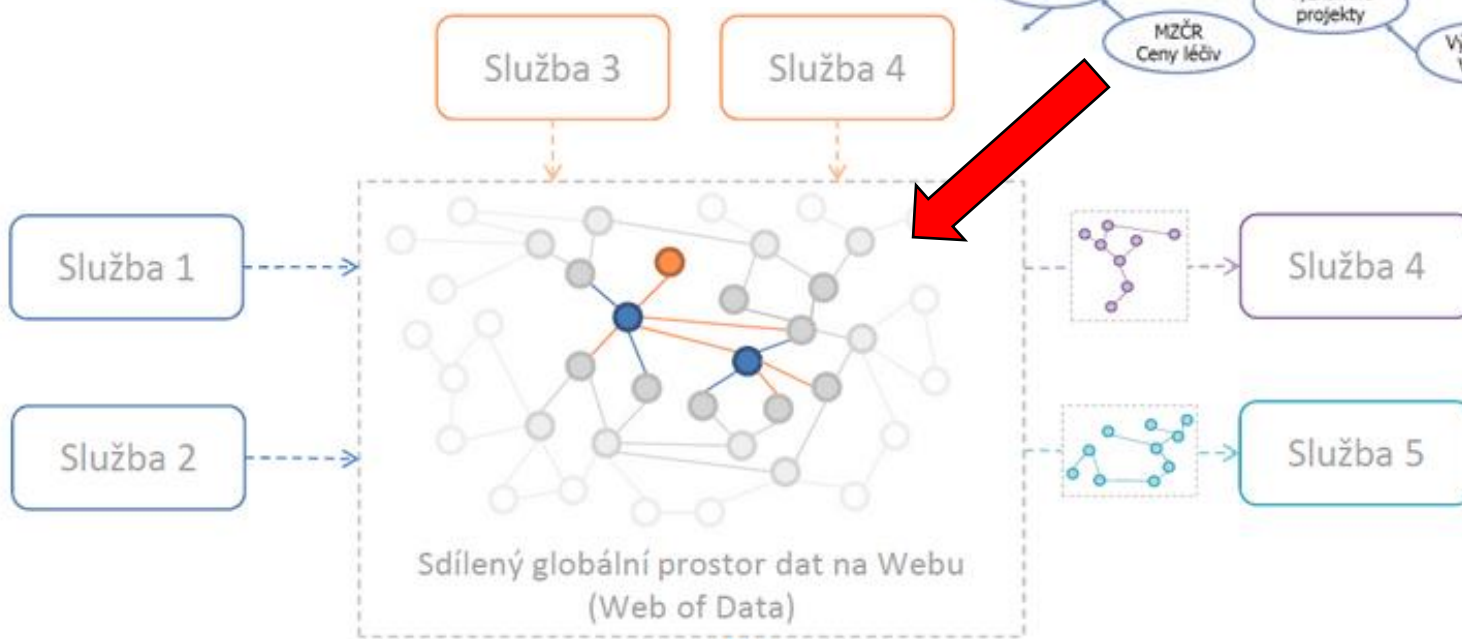 projekty
MZČR
Ceny léčiv
Služba 3
Služba 4
Služba 1
Služba 4
Služba 2
Služba 5
Sdílený globální prostor dat na Webu
(Web of Data)